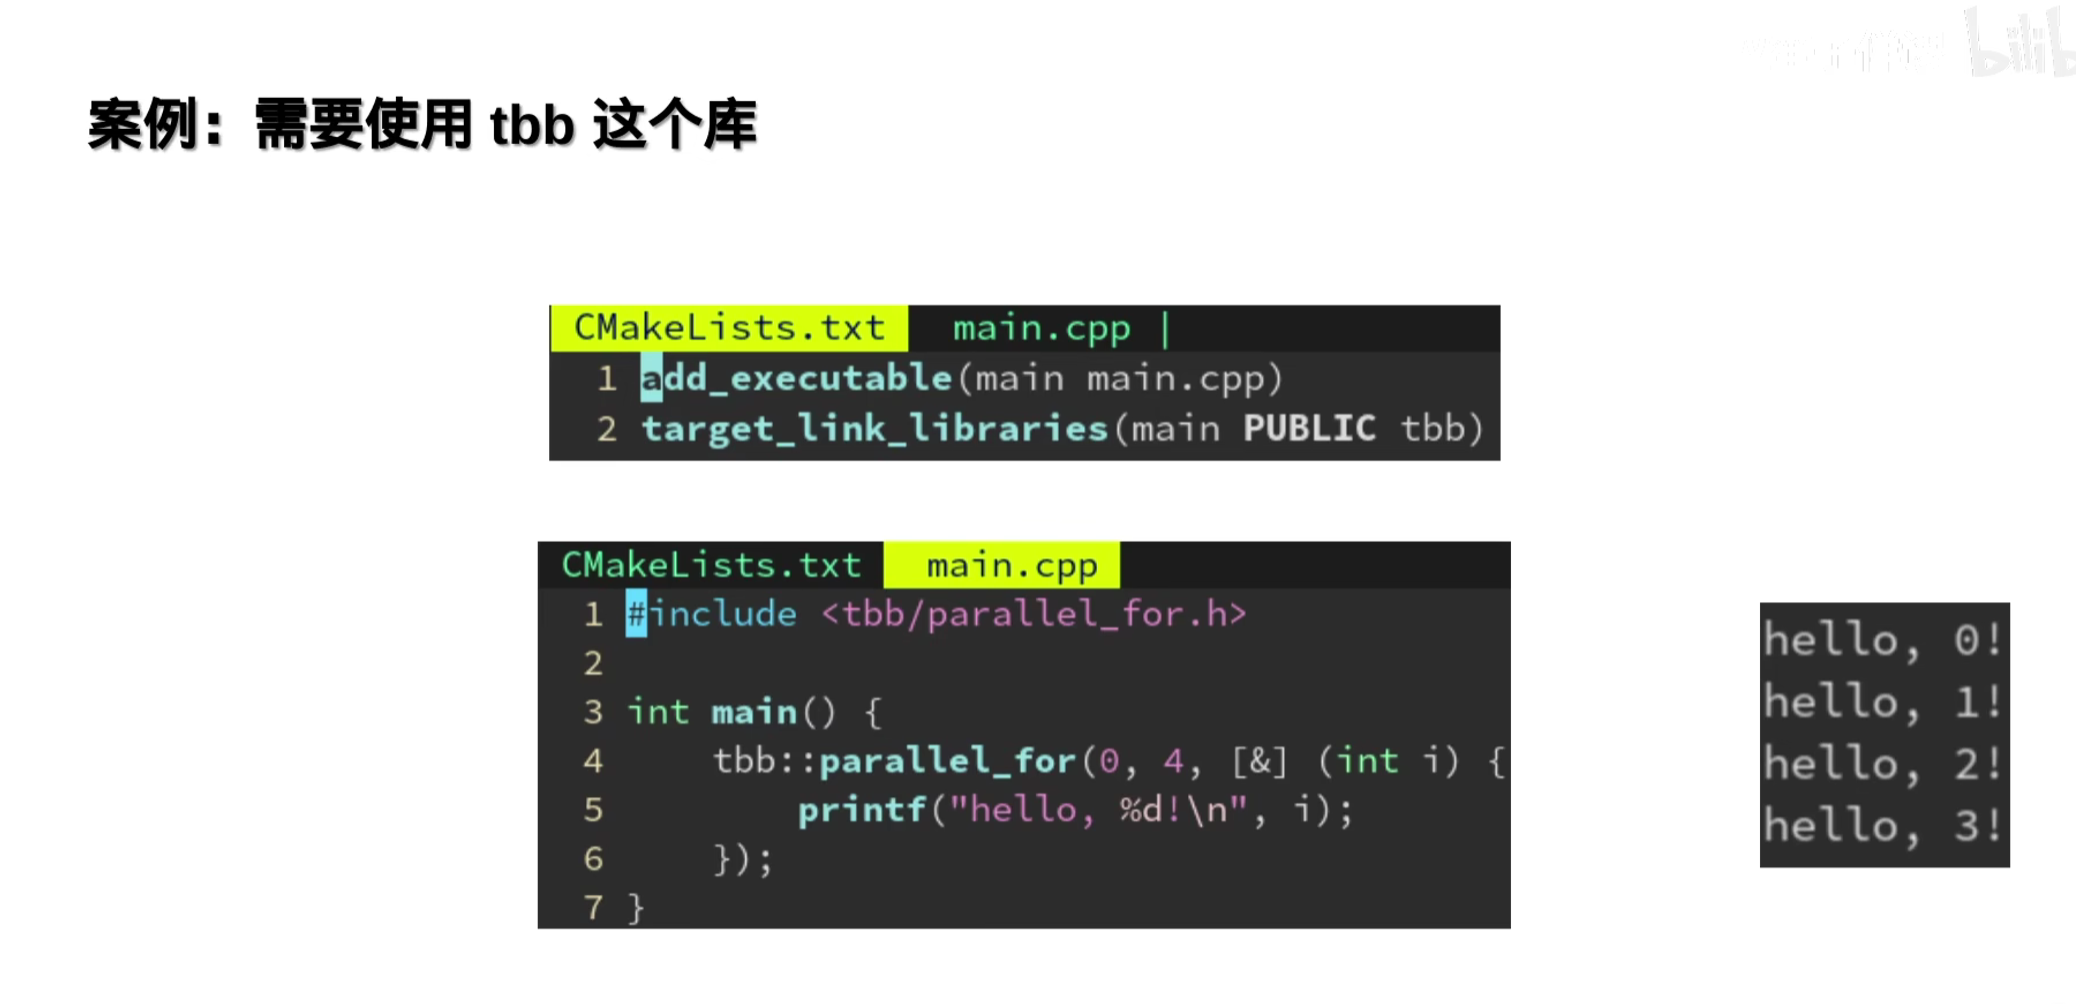 案例：需要使用 tbb 这个库
CMakeLists.txt main.cpp |
1 add_executable(main main.cpp)
2 target_link_libraries(main PUBLIC tbb)
CMakeLists.txt main.cpp
1 #include <tbb/parallel_for.h>
2
3 int main() {
4     tbb::parallel_for(0, 4, [&] (int i) {
5         printf("hello, %d!\n", i);
6     });
7 }
hello, 0!
hello, 1!
hello, 2!
hello, 3!